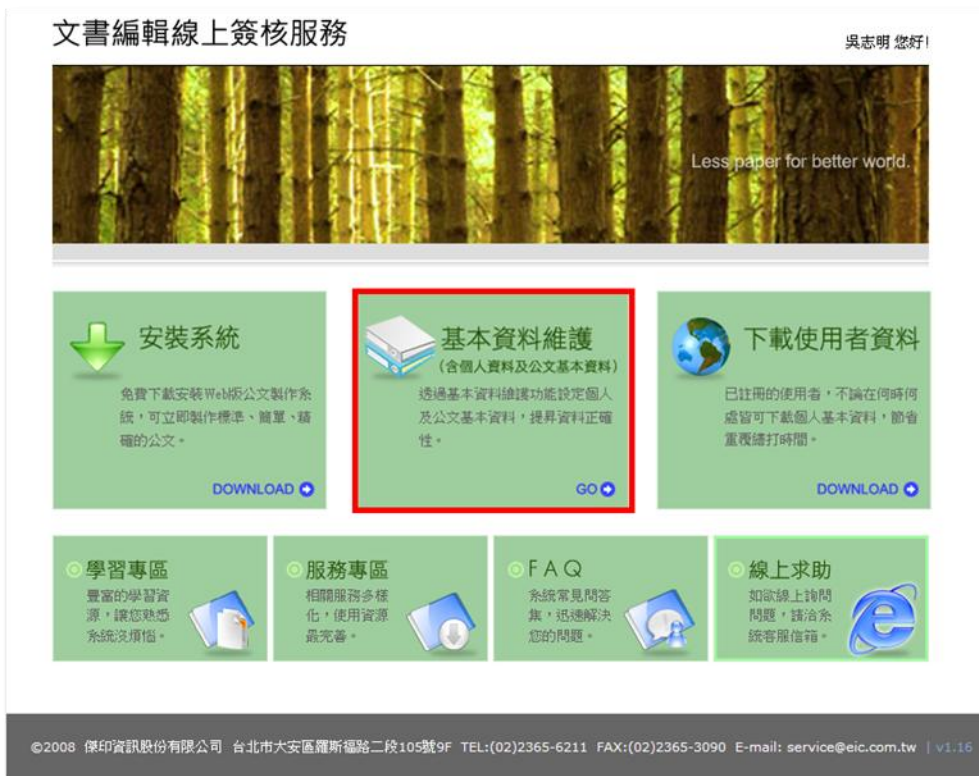 文書編輯線上簽核服務
吳志明 您好!
Less paper for better world.
安裝系統
免費下載安裝Web版公文製作系
統，可立即製作標準、簡單、精
確的公文。
DOWNLOAD
基本資料維護
(含個人資料及公文基本資料)
透過基本資料維護功能設定個人
及公文基本資料，提昇資料正確
性。
GO
下載使用者資料
已註冊的使用者，不論在何時何
處皆可下載個人基本資料，節省
重覆繕打時間。
DOWNLOAD
學習專區
豐富的學習資
源，讓您熟悉
系統沒煩惱。
服務專區
相關服務多樣
化，使用資源
最完善。
FAQ
系統常見問答
集，迅速解決
您的問題。
線上求助
如欲線上詢問
問題，請洽系
統客服信箱。
©2008 傑印資訊股份有限公司 台北市大安區羅斯福路二段105號9F TEL:(02)2365-6211 FAX:(02)2365-3090 E-mail: service@eic.com.tw | v1.16